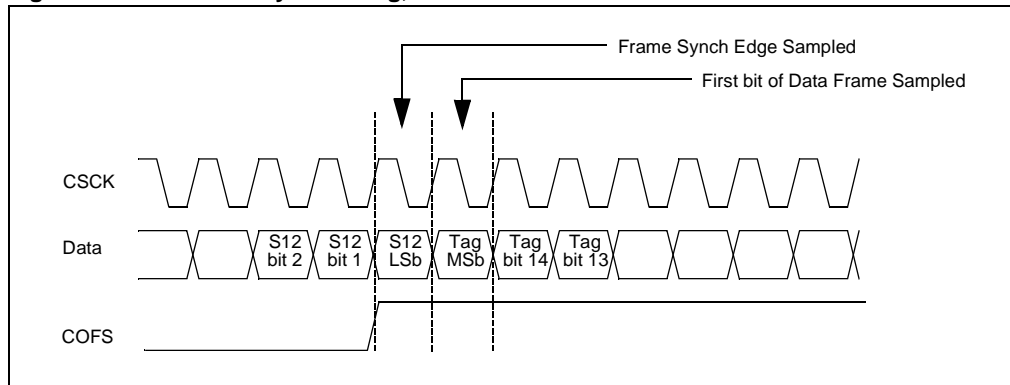 Frame Synch Edge Sampled
First bit of Data Frame Sampled
CSCK
Data
S12 S12 S12 Tag Tag Tag
bit 2 bit 1 LSb MSb bit 14 bit 13
COFS